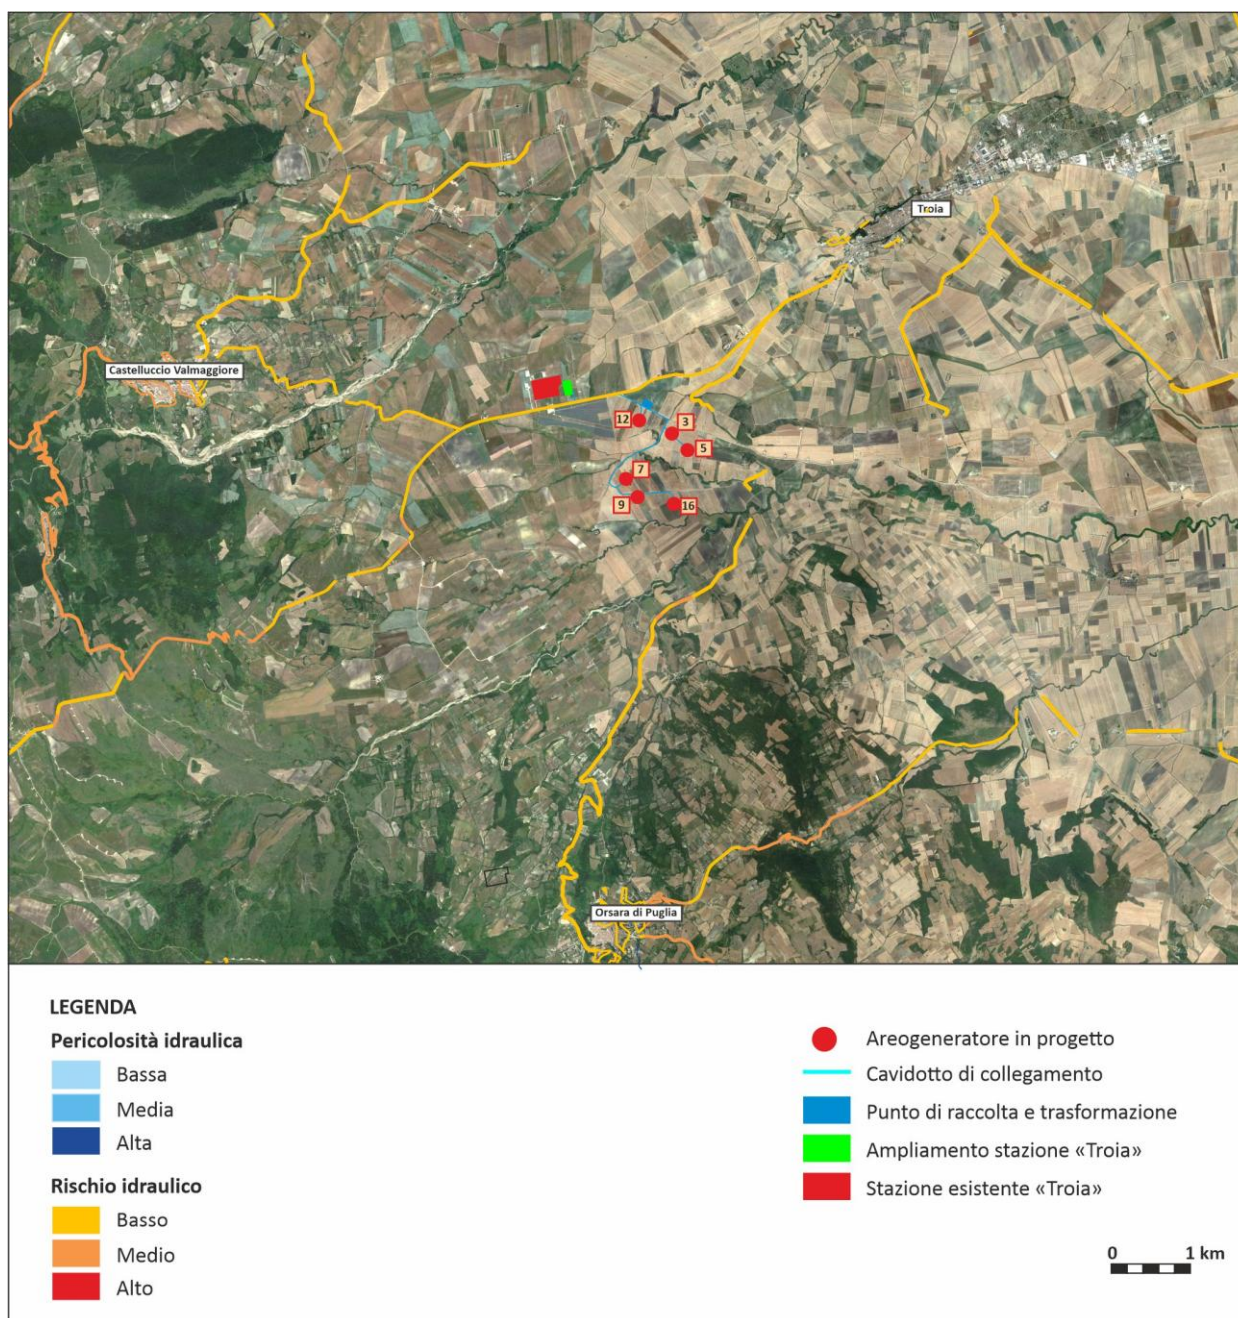 Troia
Castelluccio Valmaggiore
12
3
5
7
9
16
Orsara di Puglia
LEGENDA
Pericolosità idraulica
Bassa
Media
Alta
Rischio idraulico
Basso
Medio
Alto
Areogeneratore in progetto
Cavidotto di collegamento
Punto di raccolta e trasformazione
Ampliamento stazione «Troia»
Stazione esistente «Troia»
0 1 km